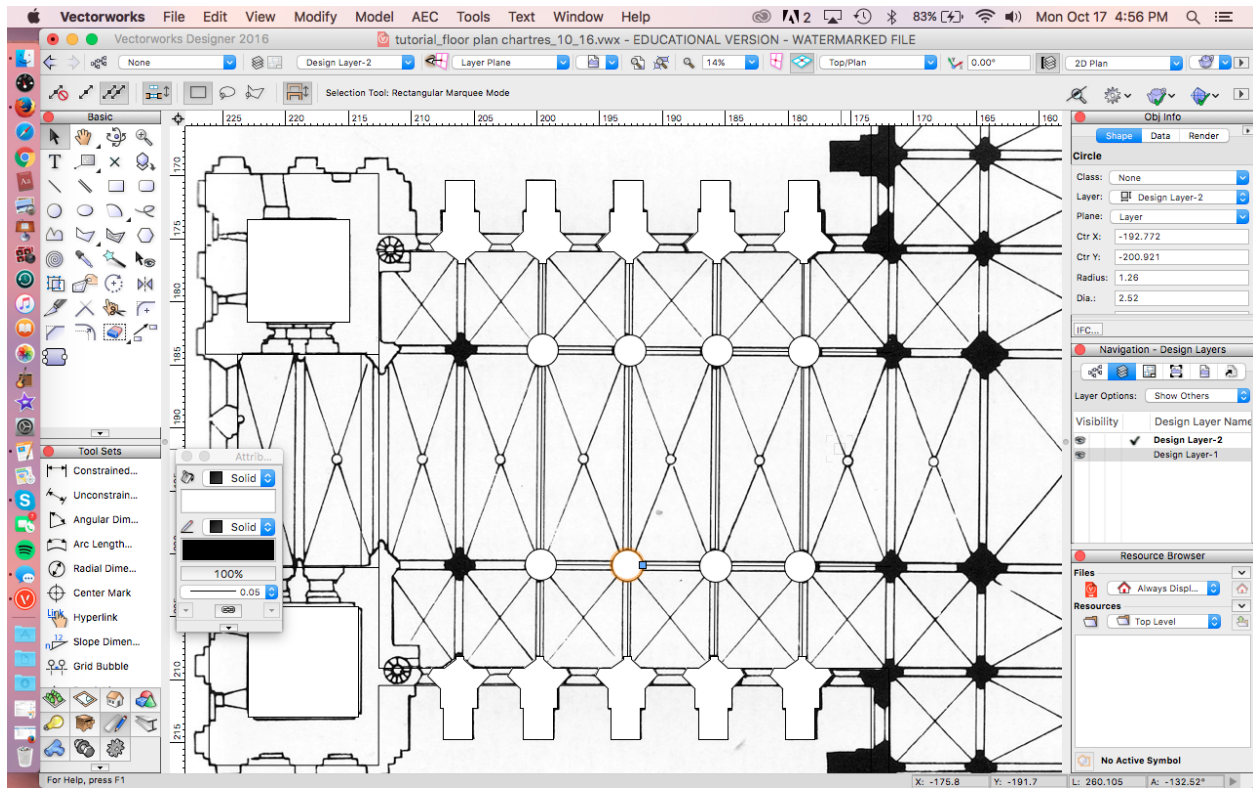 Vectorworks File Edit View Modify Model AEC Tools Text Window Help 2 83% Mon Oct 17 4:56 PM
Vectorworks Designer 2016 tutorial_floor plan chartres_10_16.vwx - EDUCATIONAL VERSION - WATERMARKED FILE
None Design Layer-2 Layer Plane 14% Top/Plan 0.00° 2D Plan
Selection Tool: Rectangular Marquee Mode
Basic
225 220 215 210 205 200 195 190 185 180 175 170 165 160
170
175
180
185
190
210
215
Tool Sets
Constrained...
Unconstrain...
Angular Dim...
Arc Length...
Radial Dime...
Center Mark
Hyperlink
Slope Dimen...
Grid Bubble
Attrib...
Solid
Solid
100%
0.05
Obj Info
Shape Data Render
Circle
Class: None
Layer: Design Layer-2
Plane: Layer
Ctr X: -192.772
Ctr Y: -200.921
Radius: 1.26
Dia.: 2.52
IFC...
Navigation - Design Layers
Layer Options: Show Others
Visibility Design Layer Name
Design Layer-2
Design Layer-1
Resource Browser
Files
Always Displ...
Resources
Top Level
No Active Symbol
For Help, press F1 X: -175.8 Y: -191.7 L: 260.105 A: -132.52°